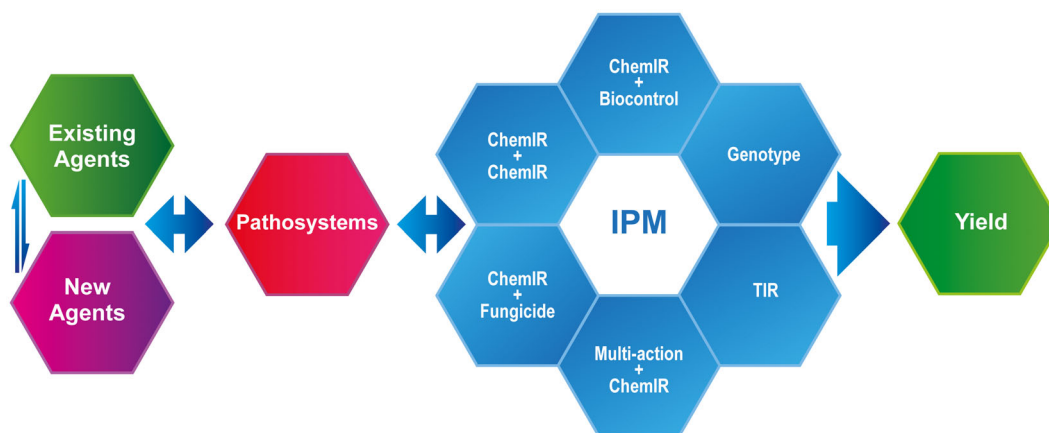 Existing
Agents
New
Agents
Pathosystems
ChemIR
+
Biocontrol
ChemIR
+
ChemIR
Genotype
IPM
ChemIR
+
Fungicide
TIR
Multi-action
+
ChemIR
Yield